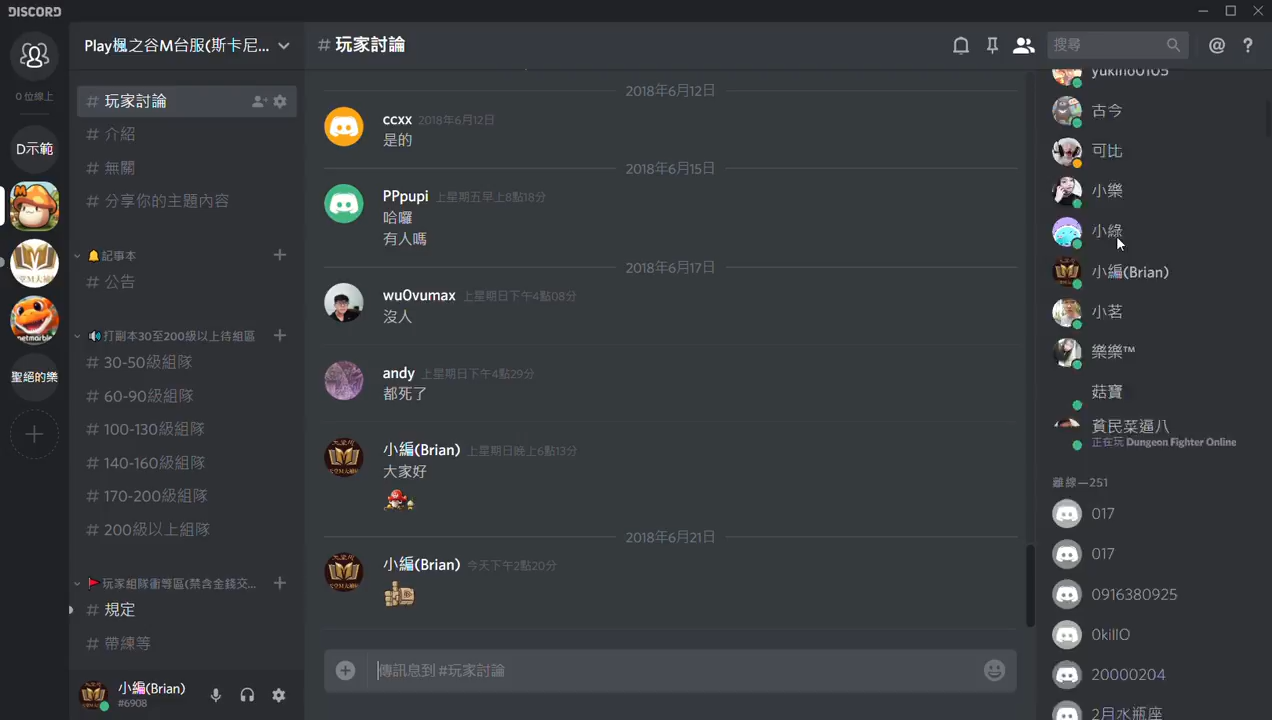 DISCORD
0 位線上
D示範
聖絕的樂
Play楓之谷M台服(斯卡尼...
# 玩家討論
# 介紹
# 無關
# 分享你的主題內容
🔔記事本
# 公告
🔊打副本30至200級以上待組區
# 30-50級組隊
# 60-90級組隊
# 100-130級組隊
# 140-160級組隊
# 170-200級組隊
# 200級以上組隊
🚩玩家組隊衝等區(禁含金錢交...
# 規定
# 帶練等
小編(Brian)
#6908
# 玩家討論
搜尋
2018年6月12日
ccxx 2018年6月12日
是的
2018年6月15日
PPpupi 上星期五早上8點18分
哈囉
有人嗎
2018年6月17日
wu0vumax 上星期日下午4點08分
沒人
andy 上星期日下午4點29分
都死了
小編(Brian) 上星期日晚上6點13分
大家好
2018年6月21日
小編(Brian) 今天下午2點20分
傳訊息到 #玩家討論
yukino0105
古今
可比
小樂
小綠
小編(Brian)
小茗
樂樂™
菇寶
貧民菜逼八
正在玩 Dungeon Fighter Online
離線—251
017
017
0916380925
0killO
20000204
2月水瓶座